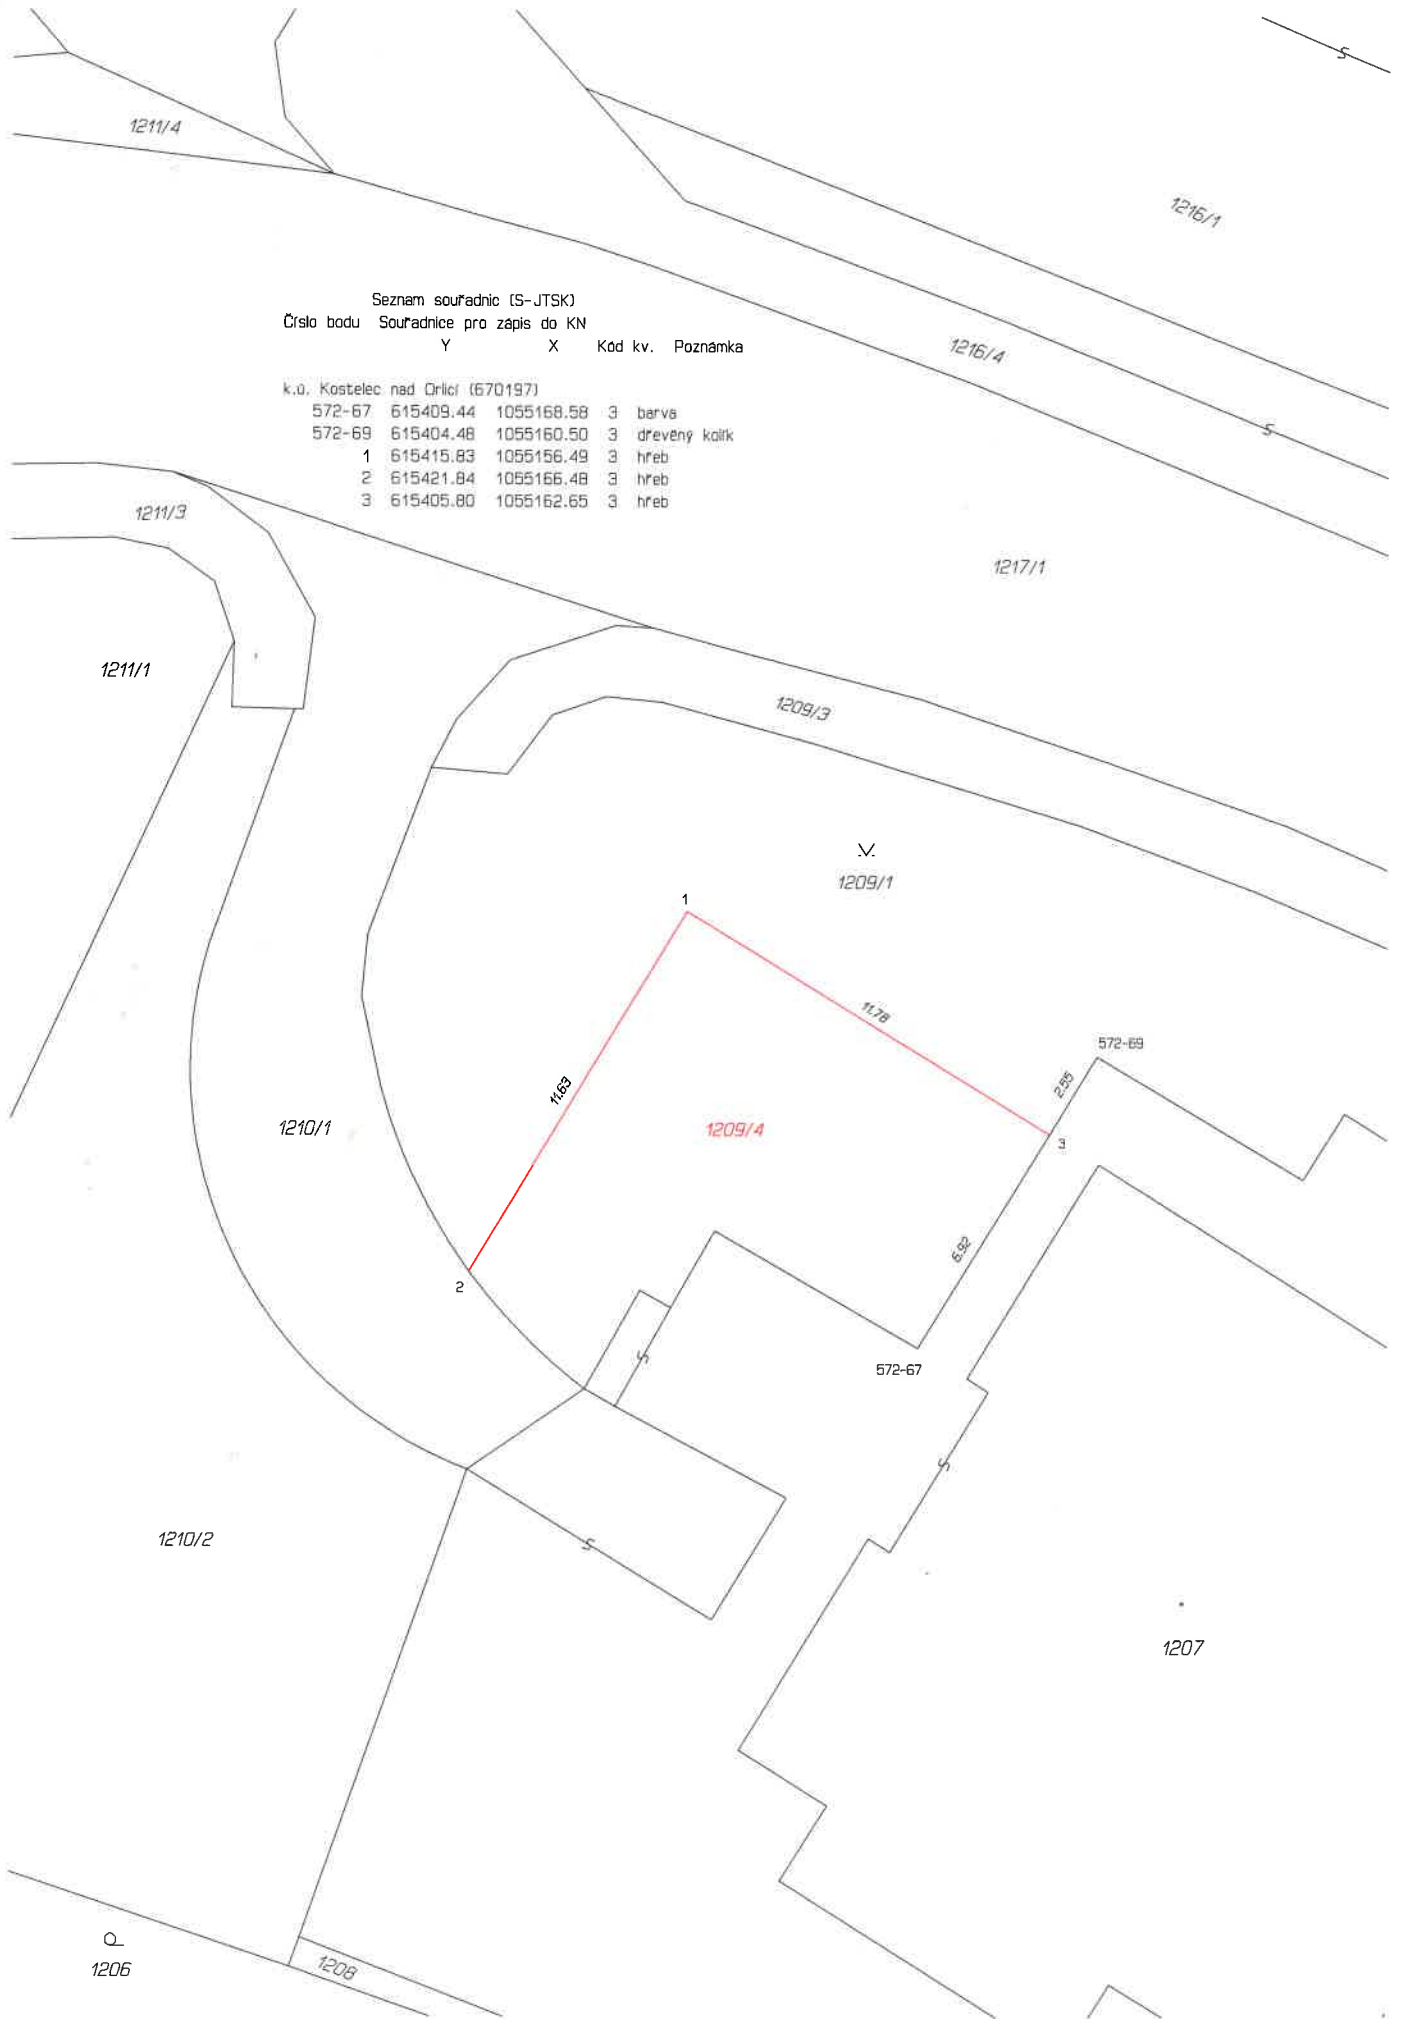 S
1211/4
1216/1
Seznam souřadnic (S-JTSK)
Číslo bodu Souřadnice pro zápis do KN
Y X Kód kv. Poznámka
1216/4
k.ú. Kostelec nad Orlicí (670197)
572-67 615409.44 1055168.58 3 barva
572-69 615404.48 1055160.50 3 dřevěný kolík
1 615415.83 1055156.49 3 hřeb
2 615421.84 1055166.48 3 hřeb
3 615405.80 1055162.65 3 hřeb
S
1211/3
1217/1
1211/1
1209/3
1209/1
1
11.78
572-69
2.55
11.63
1210/1
1209/4
3
6.92
2
S
572-67
S
1210/2
S
1207
1206
1208